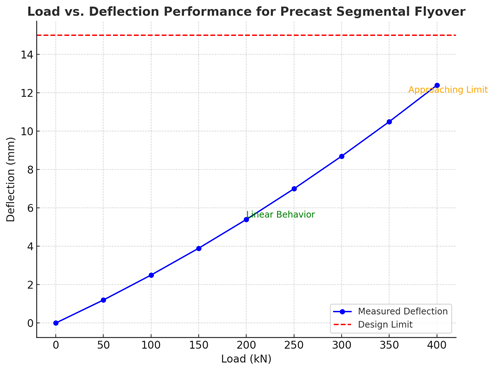 Load vs. Deflection Performance for Precast Segmental Flyover
Deflection (mm)
14
12
10
8
6
4
2
0
Approaching Limit
Linear Behavior
Measured Deflection
Design Limit
0 50 100 150 200 250 300 350 400
Load (kN)